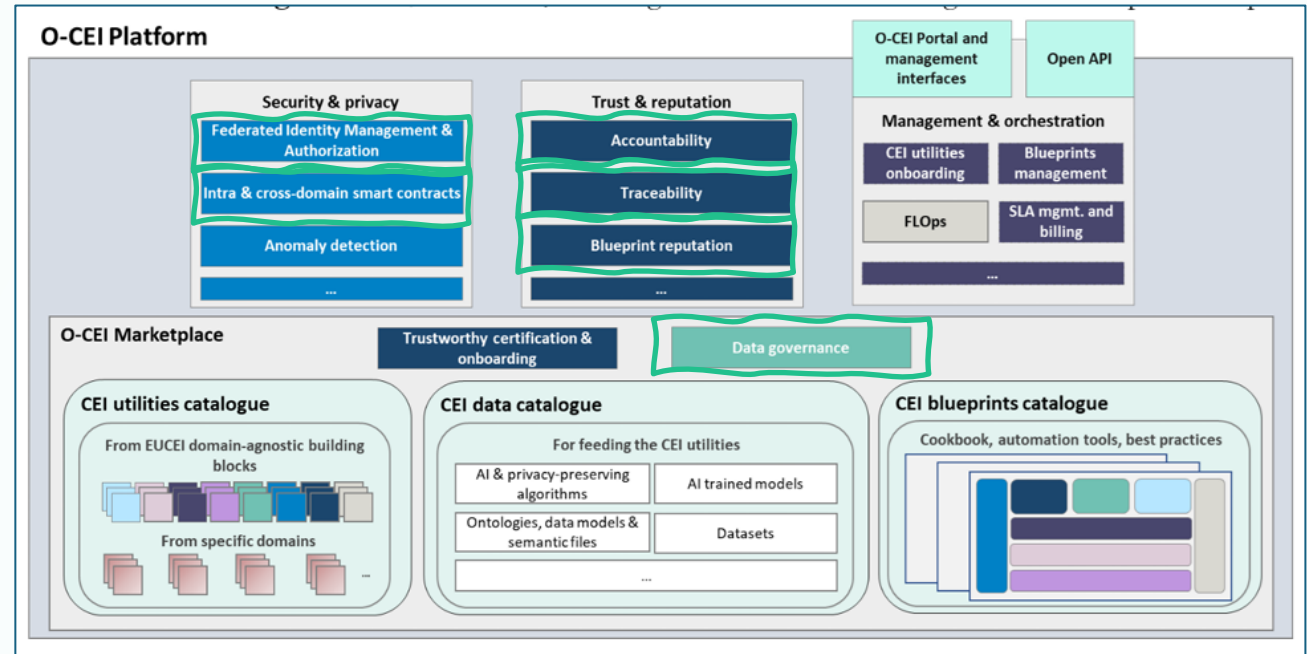 O-CEI Platform
O-CEI Portal and
management
interfaces
Open API
Security & privacy
Federated Identity Management &
Authorization
Intra & cross-domain smart contracts
Anomaly detection
...
Trust & reputation
Accountability
Traceability
Blueprint reputation
...
Management & orchestration
CEI utilities
onboarding
Blueprints
management
FLOps
SLA mgmt. and
billing
...
O-CEI Marketplace
Trustworthy certification &
onboarding
Data governance
CEI utilities catalogue
From EUCEI domain-agnostic building
blocks
From specific domains
...
CEI data catalogue
For feeding the CEI utilities
AI & privacy-preserving
algorithms
AI trained models
Ontologies, data models &
semantic files
Datasets
...
CEI blueprints catalogue
Cookbook, automation tools, best practices